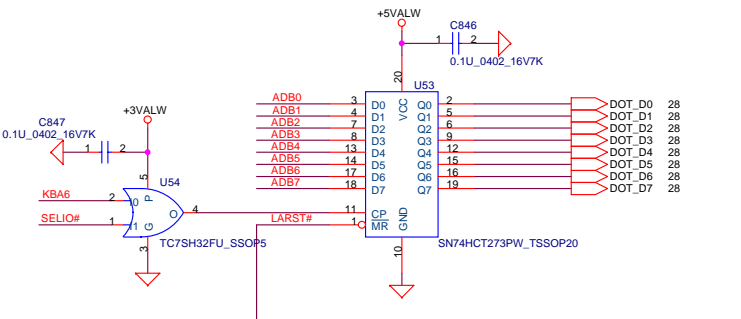 +5VALW
C846
1 2
0.1U_0402_16V7K
20
U53
C847
0.1U_0402_16V7K
1 2
+3VALW
5
U54
KBA6 2 I0 P O 4
SELIO# 1 I1 G
3
TC7SH32FU_SSOP5
VCC
ADB0 3 D0 Q0 2 DOT_D0 28
ADB1 4 D1 Q1 5 DOT_D1 28
ADB2 7 D2 Q2 6 DOT_D2 28
ADB3 8 D3 Q3 9 DOT_D3 28
ADB4 13 D4 Q4 12 DOT_D4 28
ADB5 14 D5 Q5 15 DOT_D5 28
ADB6 17 D6 Q6 16 DOT_D6 28
ADB7 18 D7 Q7 19 DOT_D7 28
11 CP
LARST# 1 MR GND
10
SN74HCT273PW_TSSOP20